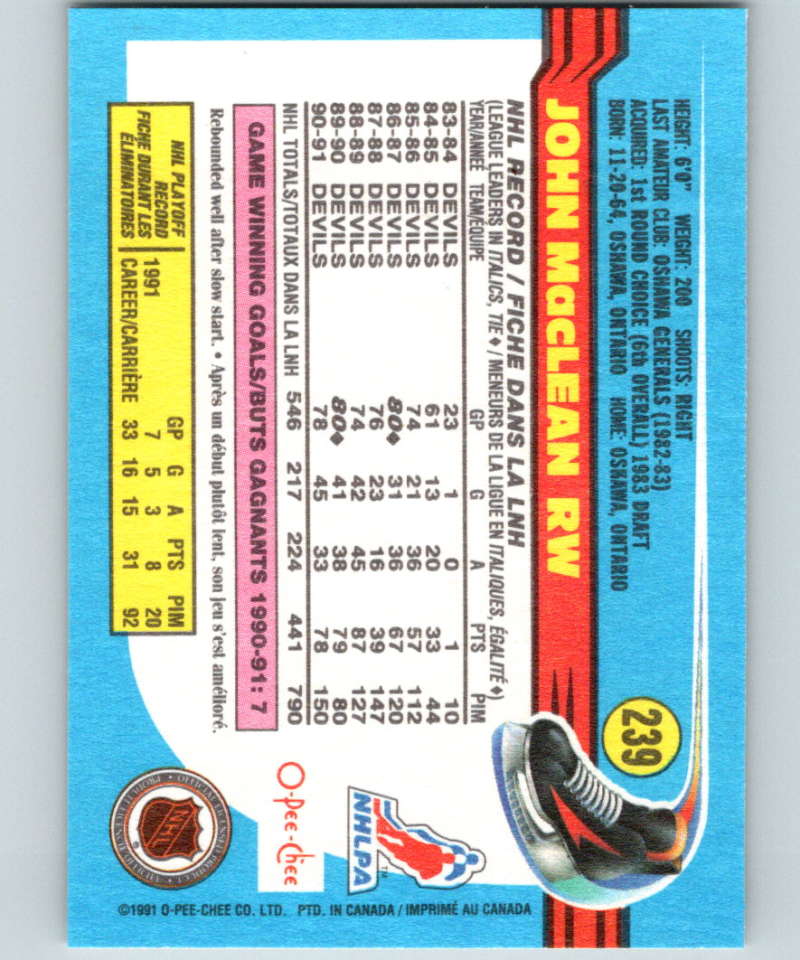 239
HEIGHT: 6'0" WEIGHT: 200 SHOOTS: RIGHT
LAST AMATEUR CLUB: OSHAWA GENERALS (1982-83)
ACQUIRED: 1st ROUND CHOICE (6th OVERALL) 1983 DRAFT
BORN: 11-20-64, OSHAWA, ONTARIO HOME: OSHAWA, ONTARIO
JOHN MacLEAN RW
NHL RECORD / FICHE DANS LA LNH
(LEAGUE LEADERS IN ITALICS, TIE ♦ / MENEURS DE LA LIGUE EN ITALIQUES, ÉGALITÉ ♦)
YEAR/ANNÉE TEAM/ÉQUIPE GP G A PTS PIM
83-84 DEVILS 23 1 0 1 10
84-85 DEVILS 61 13 20 33 44
85-86 DEVILS 74 21 36 57 112
86-87 DEVILS 80♦ 31 36 67 120
87-88 DEVILS 76 23 16 39 147
88-89 DEVILS 74 42 45 87 127
89-90 DEVILS 80♦ 41 38 79 80
90-91 DEVILS 78 45 33 78 150
NHL TOTALS/TOTAUX DANS LA LNH 546 217 224 441 790
GAME WINNING GOALS/BUTS GAGNANTS 1990-91: 7
Rebounded well after slow start. • Après un début plutôt lent, son jeu s'est amélioré.
NHL PLAYOFF
RECORD
FICHE DURANT LES
ÉLIMINATOIRES
GP G A PTS PIM
1991 7 5 3 8 20
CAREER/CARRIÈRE 33 16 15 31 92
NHLPA
TM
O-Pee-Chee
NHL
OFFICIAL LICENSED PRODUCT
©1991 O-PEE-CHEE CO. LTD. PTD. IN CANADA / IMPRIMÉ AU CANADA